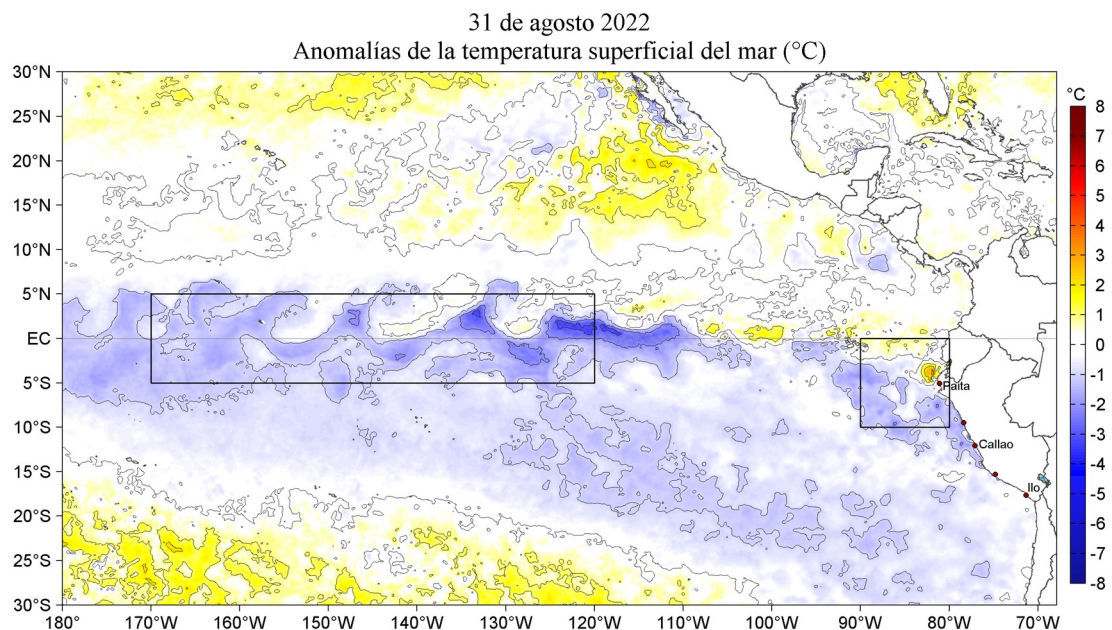 31 de agosto 2022
Anomalías de la temperatura superficial del mar (°C)
30°N
25°N
20°N
15°N
10°N
5°N
EC
5°S
10°S
15°S
20°S
25°S
30°S
180
170°W
160°W
150°W
140°W
130°W
120°W
110°W
100°W
90°W
80°W
70°W
Paita
Callao
Ilo
°C
8
7
6
5
4
3
2
1
0
-1
-2
-3
-4
-5
-6
-7
-8